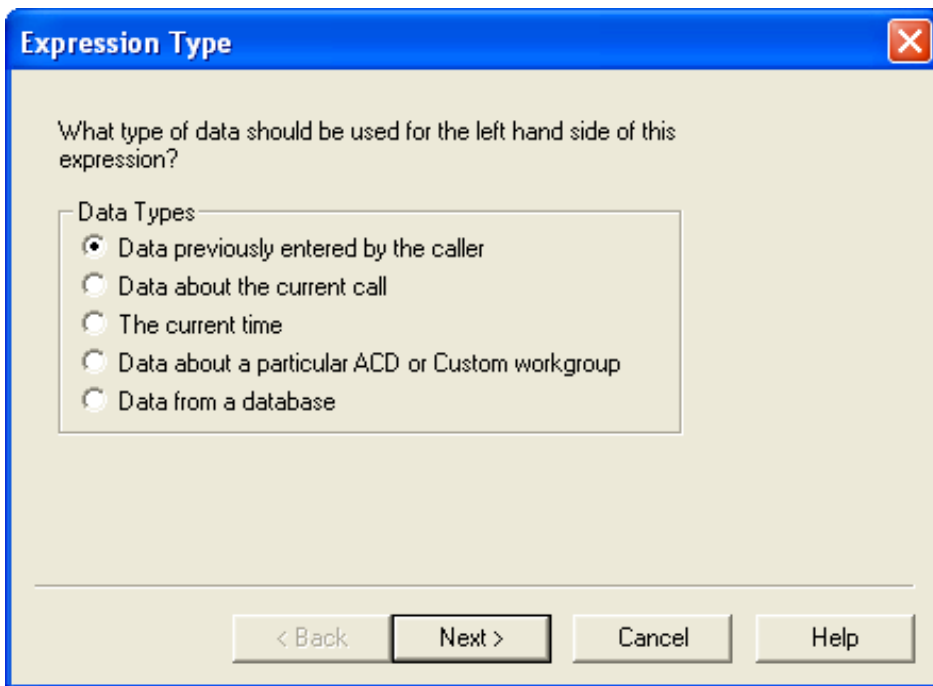 Expression Type
What type of data should be used for the left hand side of this
expression?
Data Types
Data previously entered by the caller
Data about the current call
The current time
Data about a particular ACD or Custom workgroup
Data from a database
< Back
Next >
Cancel
Help